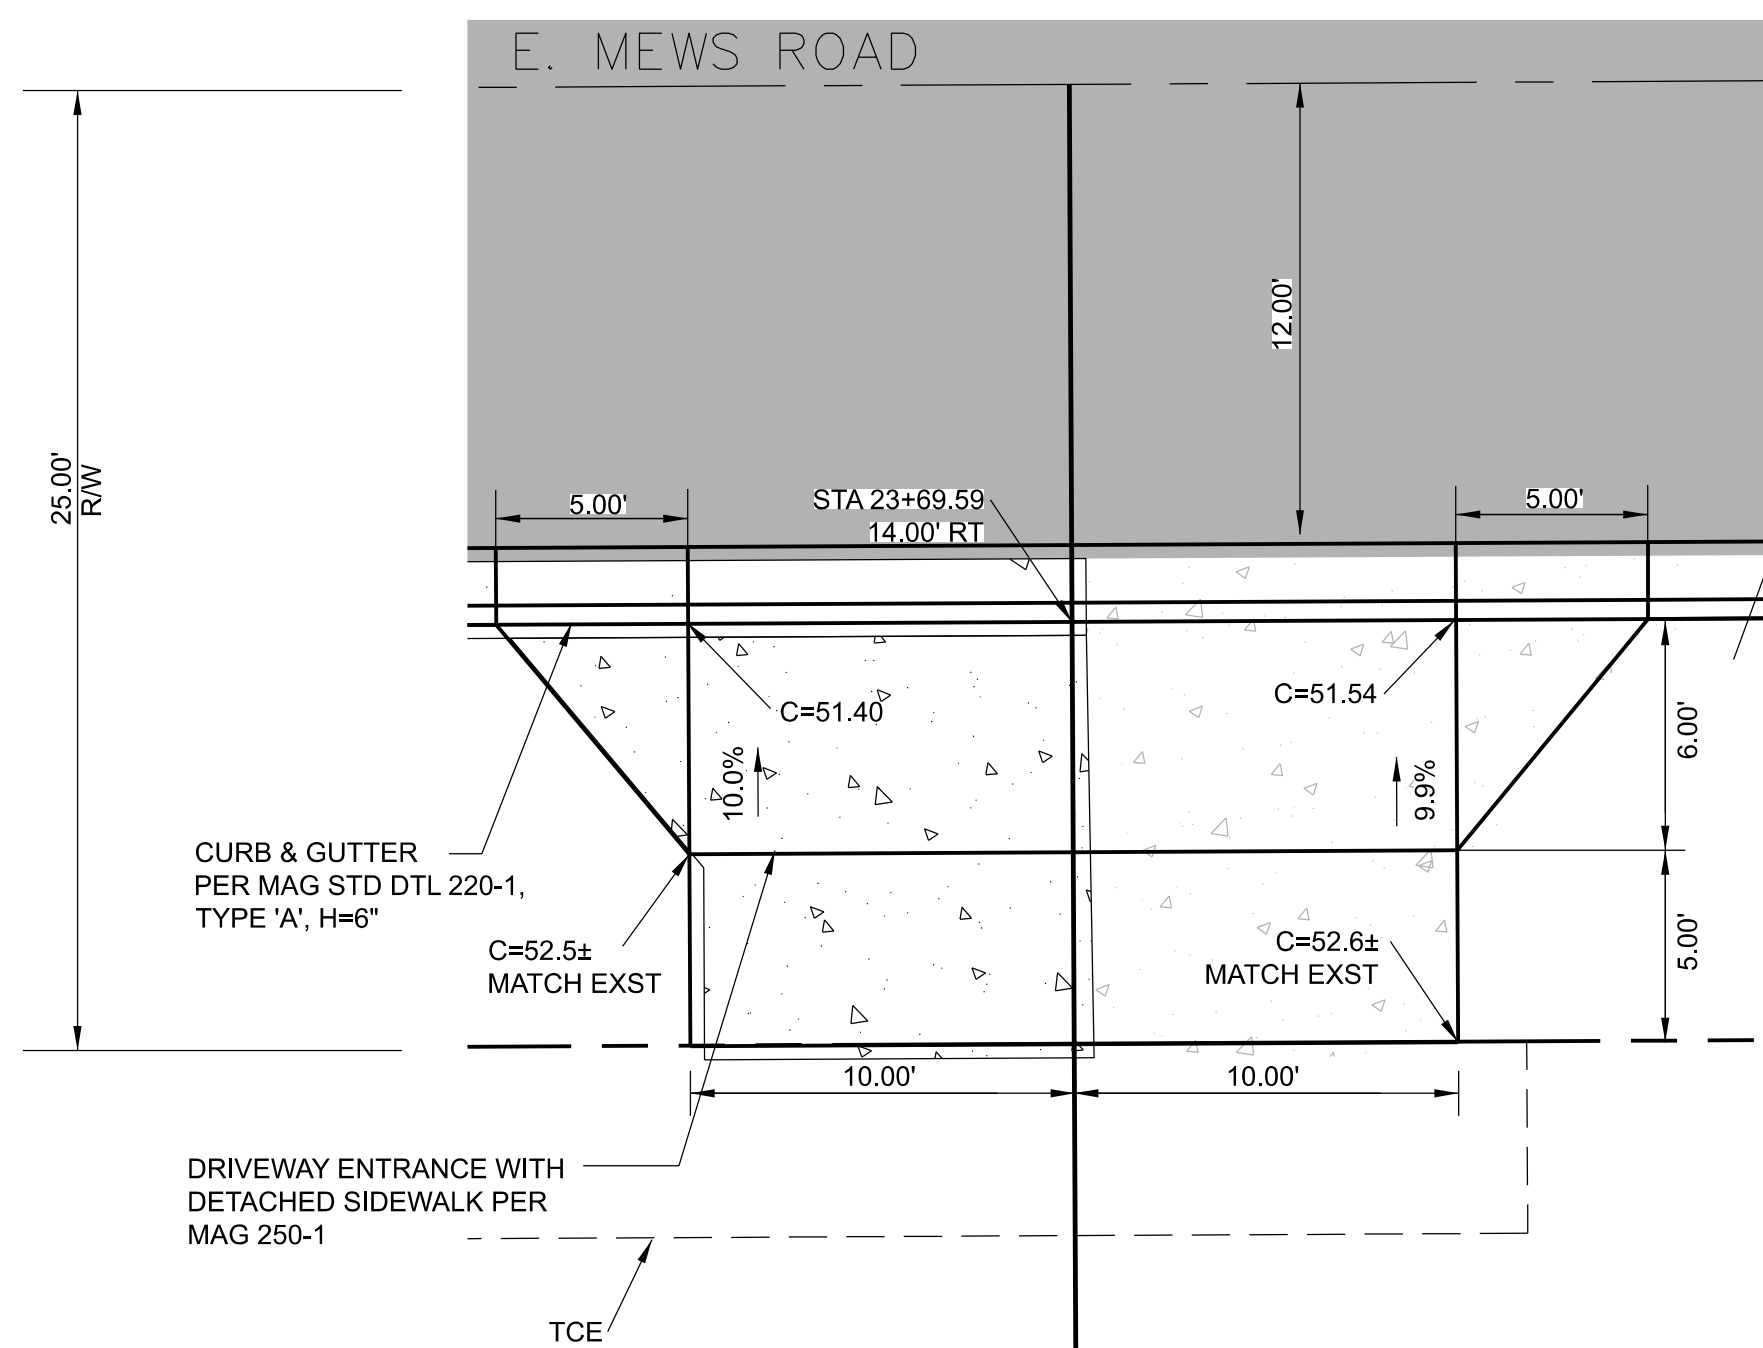 E. MEWS ROAD
12.00'
25.00'
R/W
5.00'
STA 23+69.59
14.00' RT
5.00'
C=51.40
C=51.54
10.0%
9.9%
6.00'
CURB & GUTTER
PER MAG STD DTL 220-1,
TYPE 'A', H=6"
C=52.5±
MATCH EXST
C=52.6±
MATCH EXST
5.00'
10.00'
10.00'
DRIVEWAY ENTRANCE WITH
DETACHED SIDEWALK PER
MAG 250-1
TCE